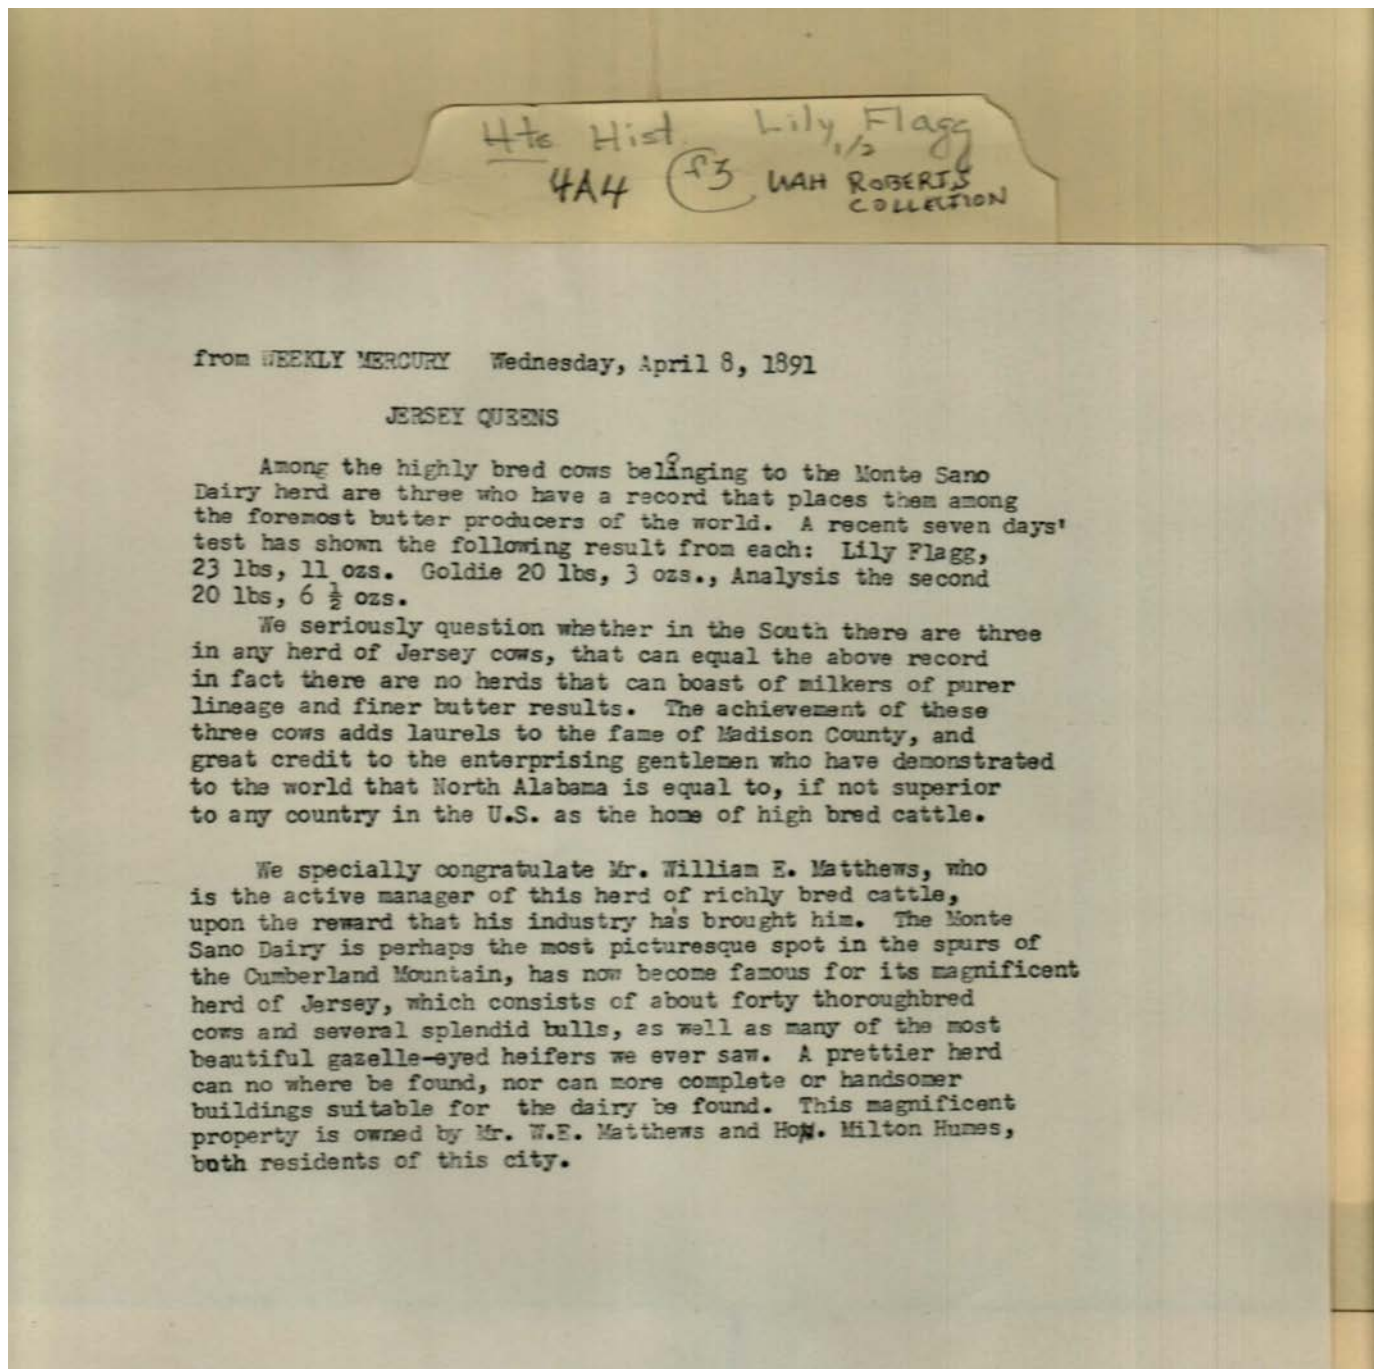 Hts Hist. Lily Flagg
1/2
4A4 f3 UAH ROBERTS
COLLECTION
from WEEKLY MERCURY Wednesday, April 8, 1891
JERSEY QUEENS
Among the highly bred cows belonging to the Monte Sano
Dairy herd are three who have a record that places them among
the foremost butter producers of the world. A recent seven days'
test has shown the following result from each: Lily Flagg,
23 lbs, 11 ozs. Goldie 20 lbs, 3 ozs., Analysis the second
20 lbs, 6 ½ ozs.
We seriously question whether in the South there are three
in any herd of Jersey cows, that can equal the above record
in fact there are no herds that can boast of milkers of purer
lineage and finer butter results. The achievement of these
three cows adds laurels to the fame of Madison County, and
great credit to the enterprising gentlemen who have demonstrated
to the world that North Alabama is equal to, if not superior
to any country in the U.S. as the home of high bred cattle.
We specially congratulate Mr. William E. Matthews, who
is the active manager of this herd of richly bred cattle,
upon the reward that his industry has brought him. The Monte
Sano Dairy is perhaps the most picturesque spot in the spurs of
the Cumberland Mountain, has now become famous for its magnificent
herd of Jersey, which consists of about forty thoroughbred
cows and several splendid bulls, as well as many of the most
beautiful gazelle-eyed heifers we ever saw. A prettier herd
can no where be found, nor can more complete or handsomer
buildings suitable for the dairy be found. This magnificent
property is owned by Mr. W.E. Matthews and Hon. Milton Humes,
both residents of this city.